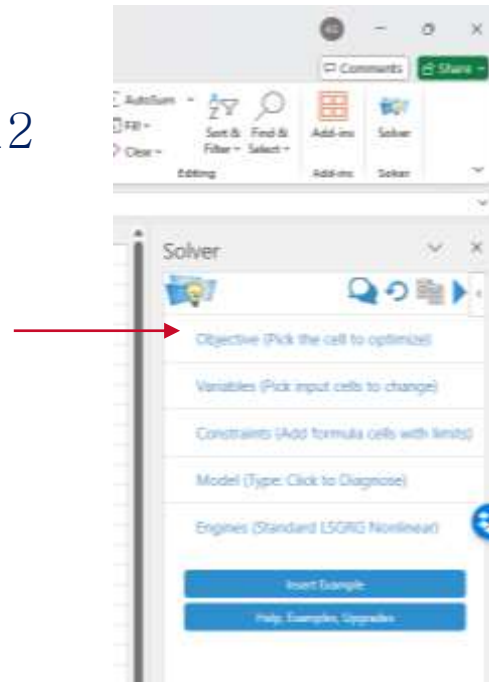 Comments Share
AutoSum
Fill
Clear
Sort & Filter
Find & Select
Add-ins
Solver
Editing
Add-ins
Solver
.2
Solver
Objective (Pick the cell to optimize)
Variables (Pick input cells to change)
Constraints (Add formula cells with limits)
Model (Type: Click to Diagnose)
Engines (Standard LSGRG Nonlinear)
Insert Example
Help, Examples, Upgrades